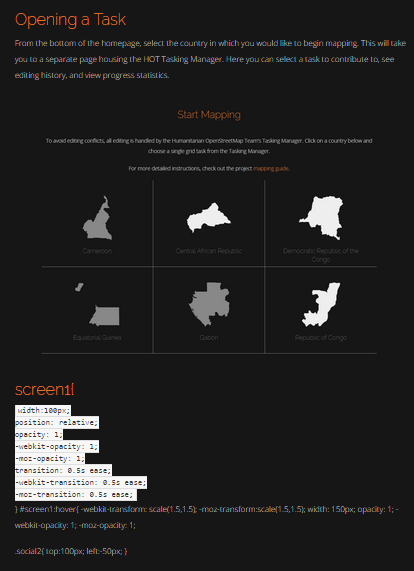 Opening a Task
From the bottom of the homepage, select the country in which you would like to begin mapping. This will take
you to a separate page housing the HOT Tasking Manager. Here you can select a task to contribute to, see
editing history, and view progress statistics.
Start Mapping
To avoid editing conflicts, all editing is handled by the Humanitarian OpenStreetMap Team's Tasking Manager. Click on a country below and
choose a single grid task from the Tasking Manager.
For more detailed instructions, check out the project mapping guide.
Cameroon
Central African Republic
Democratic Republic of the
Congo
Equatorial Guinea
Gabon
Republic of Congo
screen1{
width:100px;
position: relative;
opacity: 1;
-webkit-opacity: 1;
-moz-opacity: 1;
transition: 0.5s ease;
-webkit-transition: 0.5s ease;
-moz-transition: 0.5s ease;
} #screen1:hover{ -webkit-transform: scale(1.5,1.5); -moz-transform:scale(1.5,1.5); width: 150px; opacity: 1; -
webkit-opacity: 1; -moz-opacity: 1;
.social2{ top:100px; left:-50px; }